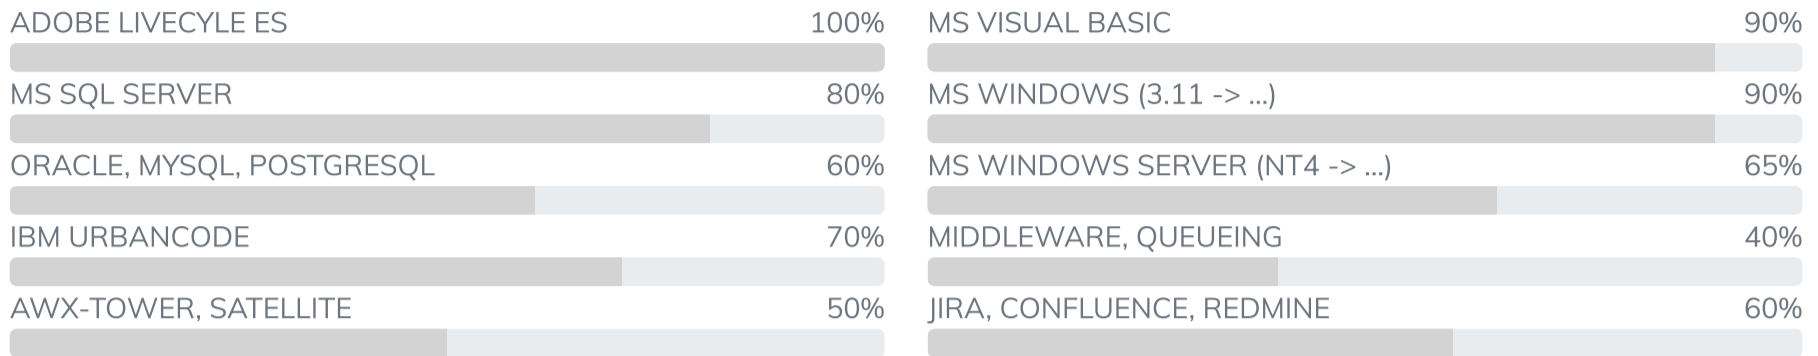 ADOBE LIVECYLE ES 100%
MS SQL SERVER 80%
ORACLE, MYSQL, POSTGRESQL 60%
IBM URBANCODE 70%
AWX-TOWER, SATELLITE 50%
MS VISUAL BASIC 90%
MS WINDOWS (3.11 -> ...) 90%
MS WINDOWS SERVER (NT4 -> ...) 65%
MIDDLEWARE, QUEUEING 40%
JIRA, CONFLUENCE, REDMINE 60%